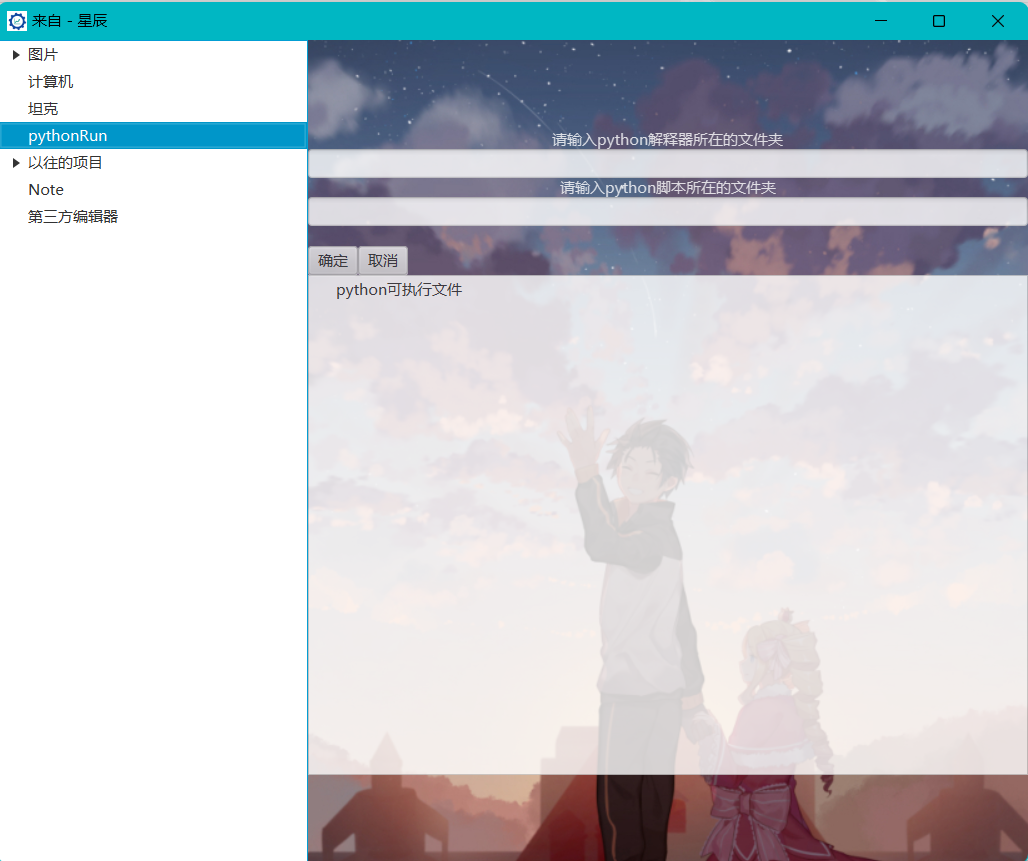 来自 - 星辰
图片
计算机
坦克
pythonRun
以往的项目
Note
第三方编辑器
请输入python解释器所在的文件夹
请输入python脚本所在的文件夹
确定 取消
python可执行文件